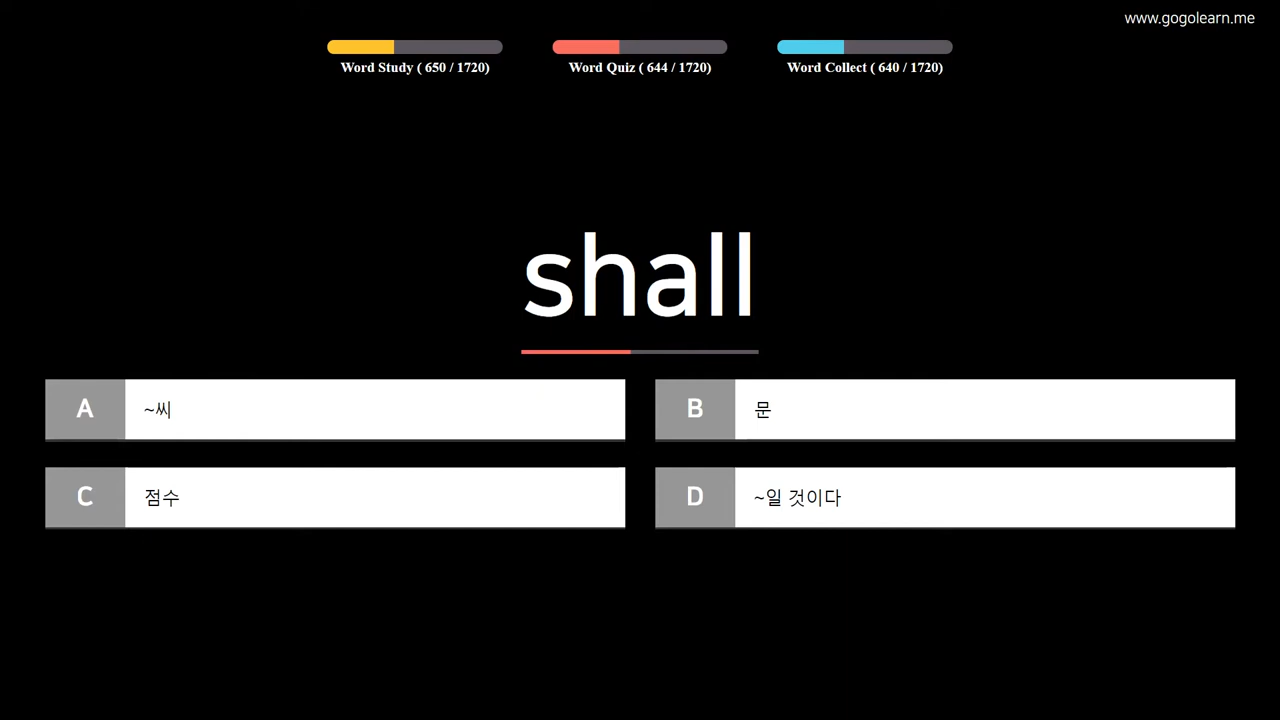 www.gogolearn.me
Word Study ( 650 / 1720)
Word Quiz ( 644 / 1720)
Word Collect ( 640 / 1720)
shall
A ~씨
B 문
C 점수
D ~일 것이다